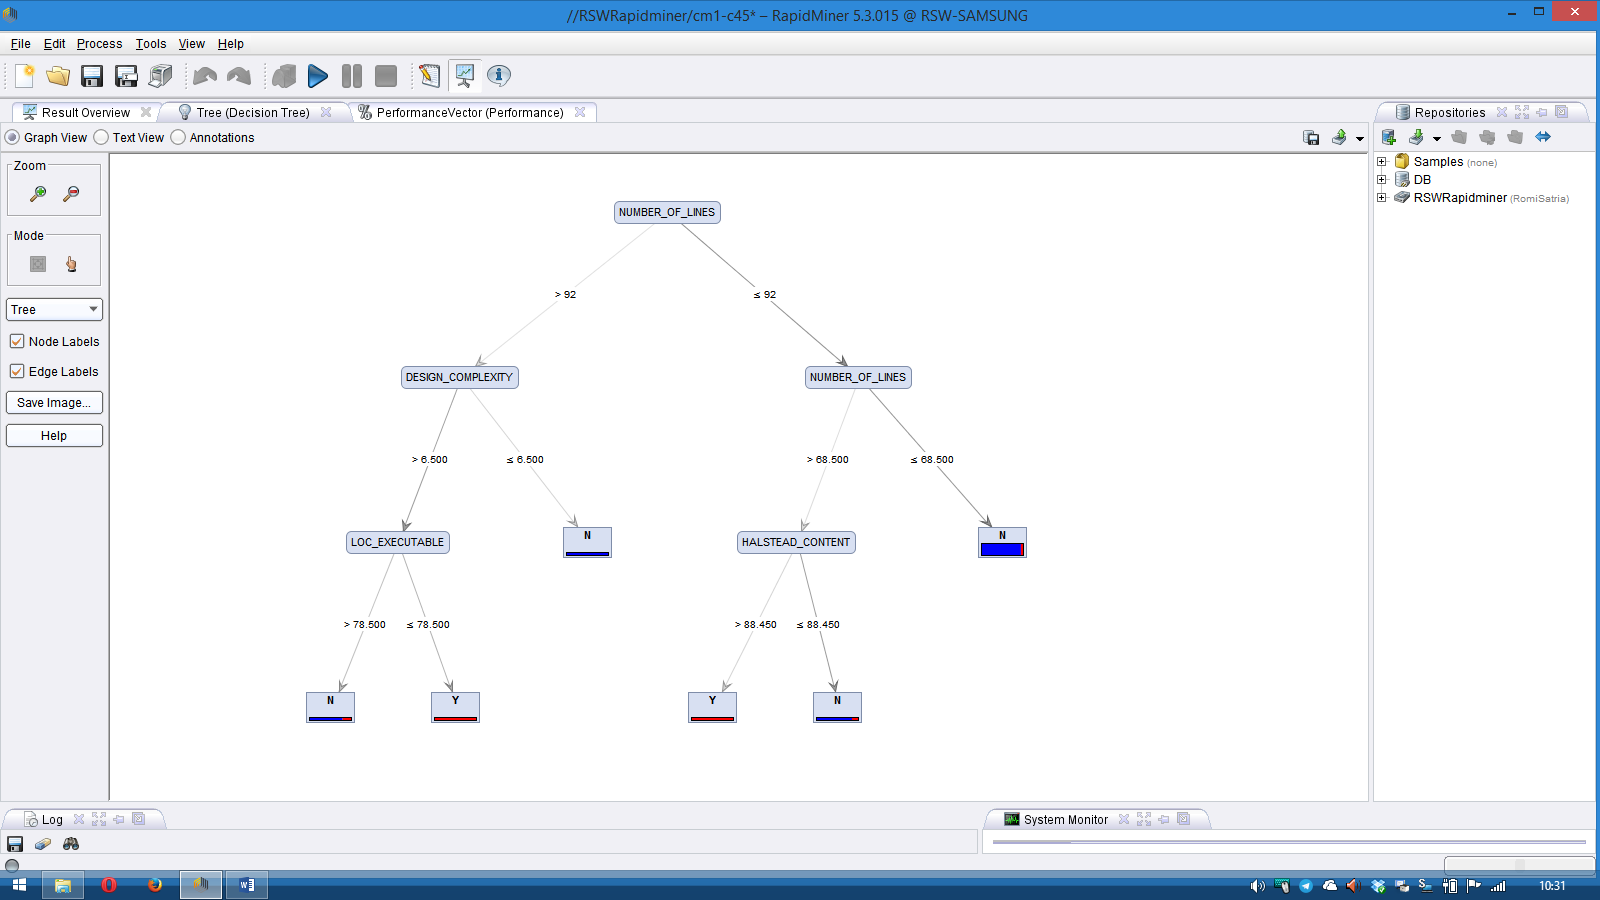 //RSWRapidminer/cm1-c45* – RapidMiner 5.3.015 @ RSW-SAMSUNG
File Edit Process Tools View Help
Result Overview Tree (Decision Tree) PerformanceVector (Performance) Repositories
Graph View Text View Annotations
Zoom
Mode
Tree
Node Labels
Edge Labels
Save Image...
Help
NUMBER_OF_LINES
> 92 ≤ 92
DESIGN_COMPLEXITY NUMBER_OF_LINES
> 6.500 ≤ 6.500 > 68.500 ≤ 68.500
LOC_EXECUTABLE N HALSTEAD_CONTENT N
> 78.500 ≤ 78.500 > 88.450 ≤ 88.450
N Y Y N
Samples (none)
DB
RSWRapidminer (RomiSatria)
Log System Monitor
10:31